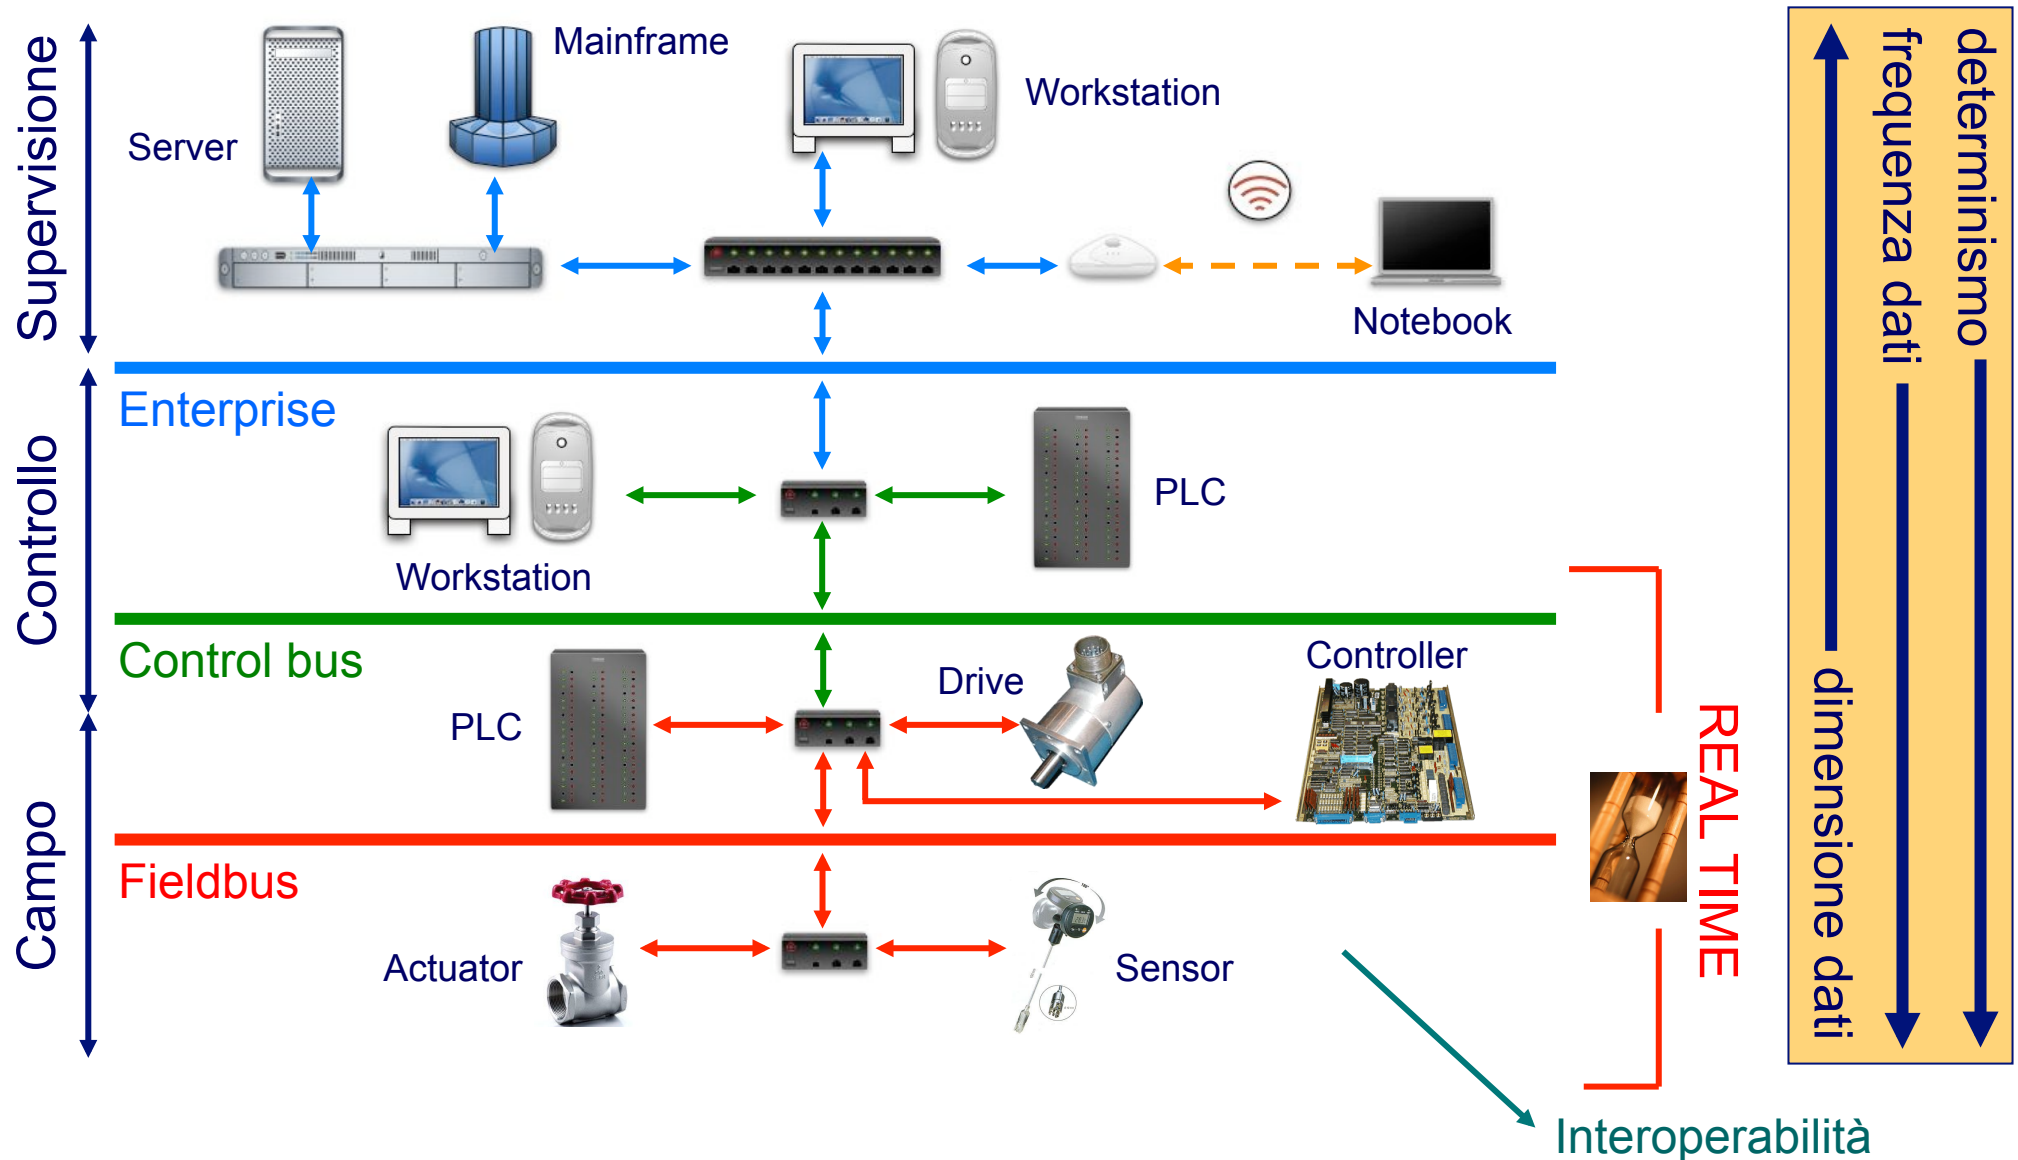 Supervisione
Server
Mainframe
Workstation
Notebook
Enterprise
Controllo
Workstation
PLC
Control bus
PLC
Drive
Controller
Campo
Fieldbus
Actuator
Sensor
REAL TIME
Interoperabilità
dimensione dati
frequenza dati
determinismo